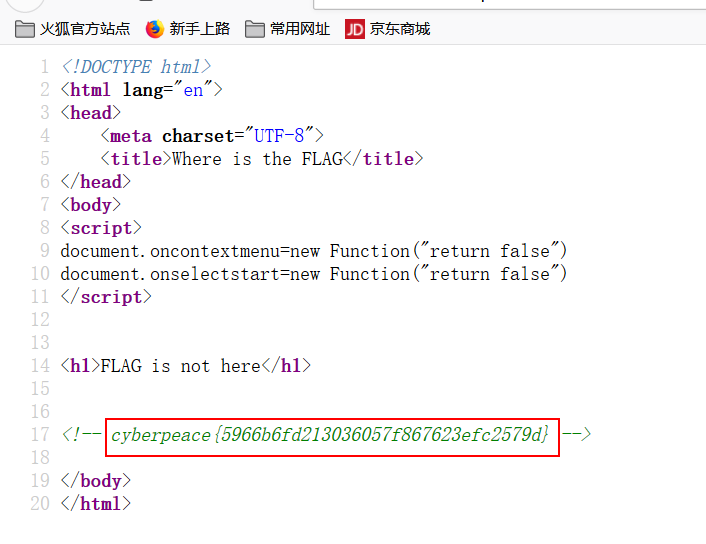 火狐官方站点 新手上路 常用网址 JD 京东商城
1 <!DOCTYPE html>
2 <html lang="en">
3 <head>
4     <meta charset="UTF-8">
5     <title>Where is the FLAG</title>
6 </head>
7 <body>
8 <script>
9 document.oncontextmenu=new Function("return false")
10 document.onselectstart=new Function("return false")
11 </script>
12
13
14 <h1>FLAG is not here</h1>
15
16
17 <!-- cyberpeace{5966b6fd213036057f867623efc2579d} -->
18
19 </body>
20 </html>